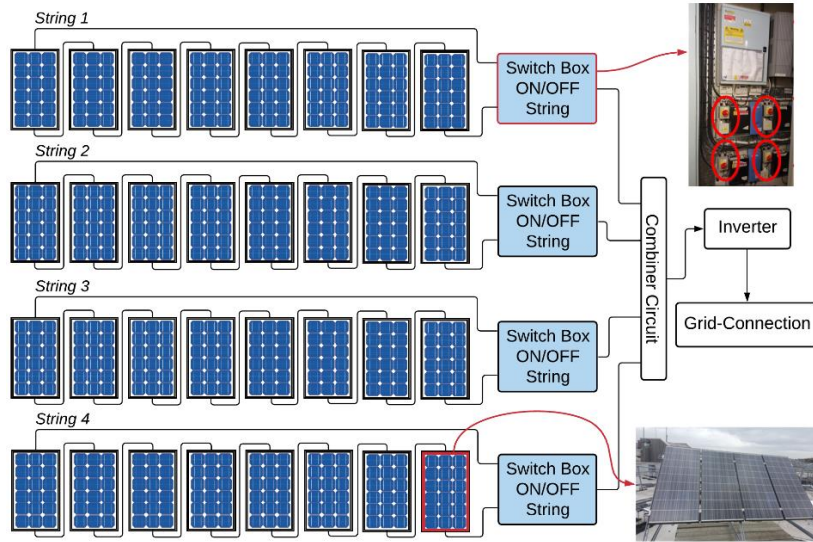 String 1
Switch Box
ON/OFF
String
String 2
Switch Box
ON/OFF
String
String 3
Switch Box
ON/OFF
String
String 4
Switch Box
ON/OFF
String
Combiner Circuit
Inverter
Grid-Connection